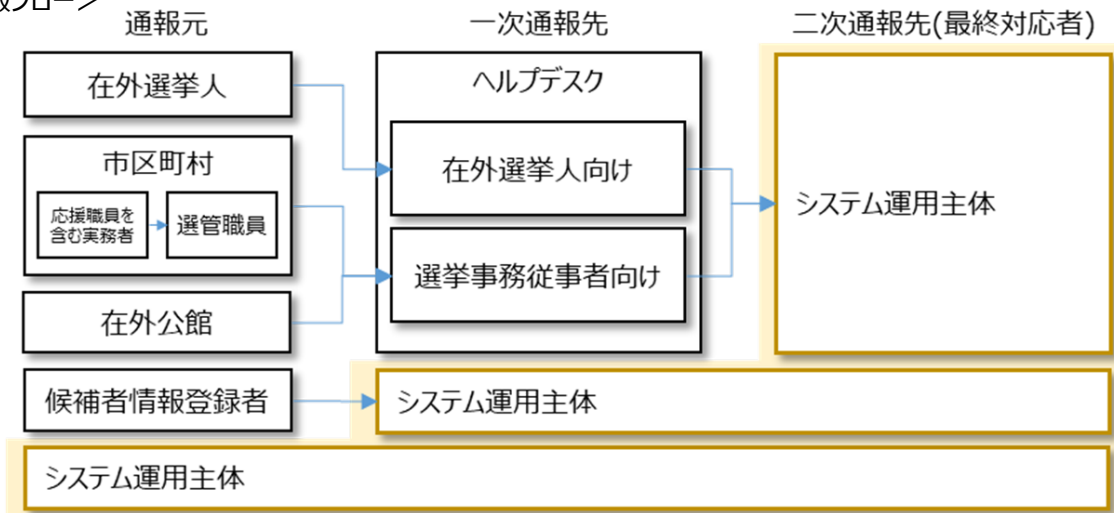 通報元
一次通報先
二次通報先(最終対応者)
在外選挙人
市区町村
応援職員を
含む実務者
選管職員
在外公館
候補者情報登録者
ヘルプデスク
在外選挙人向け
選挙事務従事者向け
システム運用主体
システム運用主体
システム運用主体